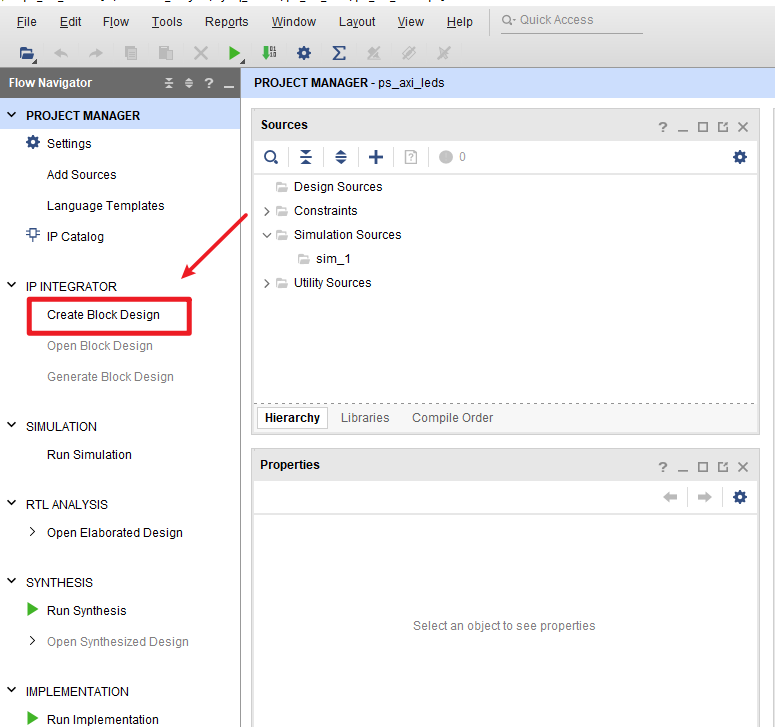 File Edit Flow Tools Reports Window Layout View Help Quick Access
Flow Navigator
PROJECT MANAGER - ps_axi_leds
PROJECT MANAGER
Settings
Add Sources
Language Templates
IP Catalog
IP INTEGRATOR
Create Block Design
Open Block Design
Generate Block Design
SIMULATION
Run Simulation
RTL ANALYSIS
Open Elaborated Design
SYNTHESIS
Run Synthesis
Open Synthesized Design
IMPLEMENTATION
Run Implementation
Sources
0
Design Sources
Constraints
Simulation Sources
sim_1
Utility Sources
Hierarchy Libraries Compile Order
Properties
Select an object to see properties